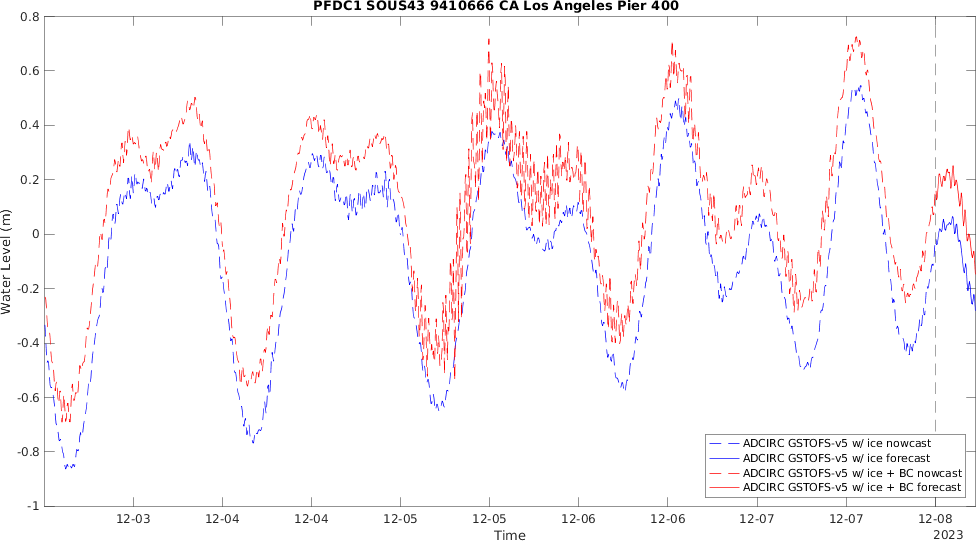 PFDC1 SOUS43 9410666 CA Los Angeles Pier 400
0.8
0.6
0.4
0.2
0
-0.2
-0.4
-0.6
-0.8
-1
Water Level (m)
ADCIRC GSTOFS-v5 w/ ice nowcast
ADCIRC GSTOFS-v5 w/ ice forecast
ADCIRC GSTOFS-v5 w/ ice + BC nowcast
ADCIRC GSTOFS-v5 w/ ice + BC forecast
12-03 12-04 12-04 12-05 12-05 12-06 12-06 12-07 12-07 12-08
Time 2023